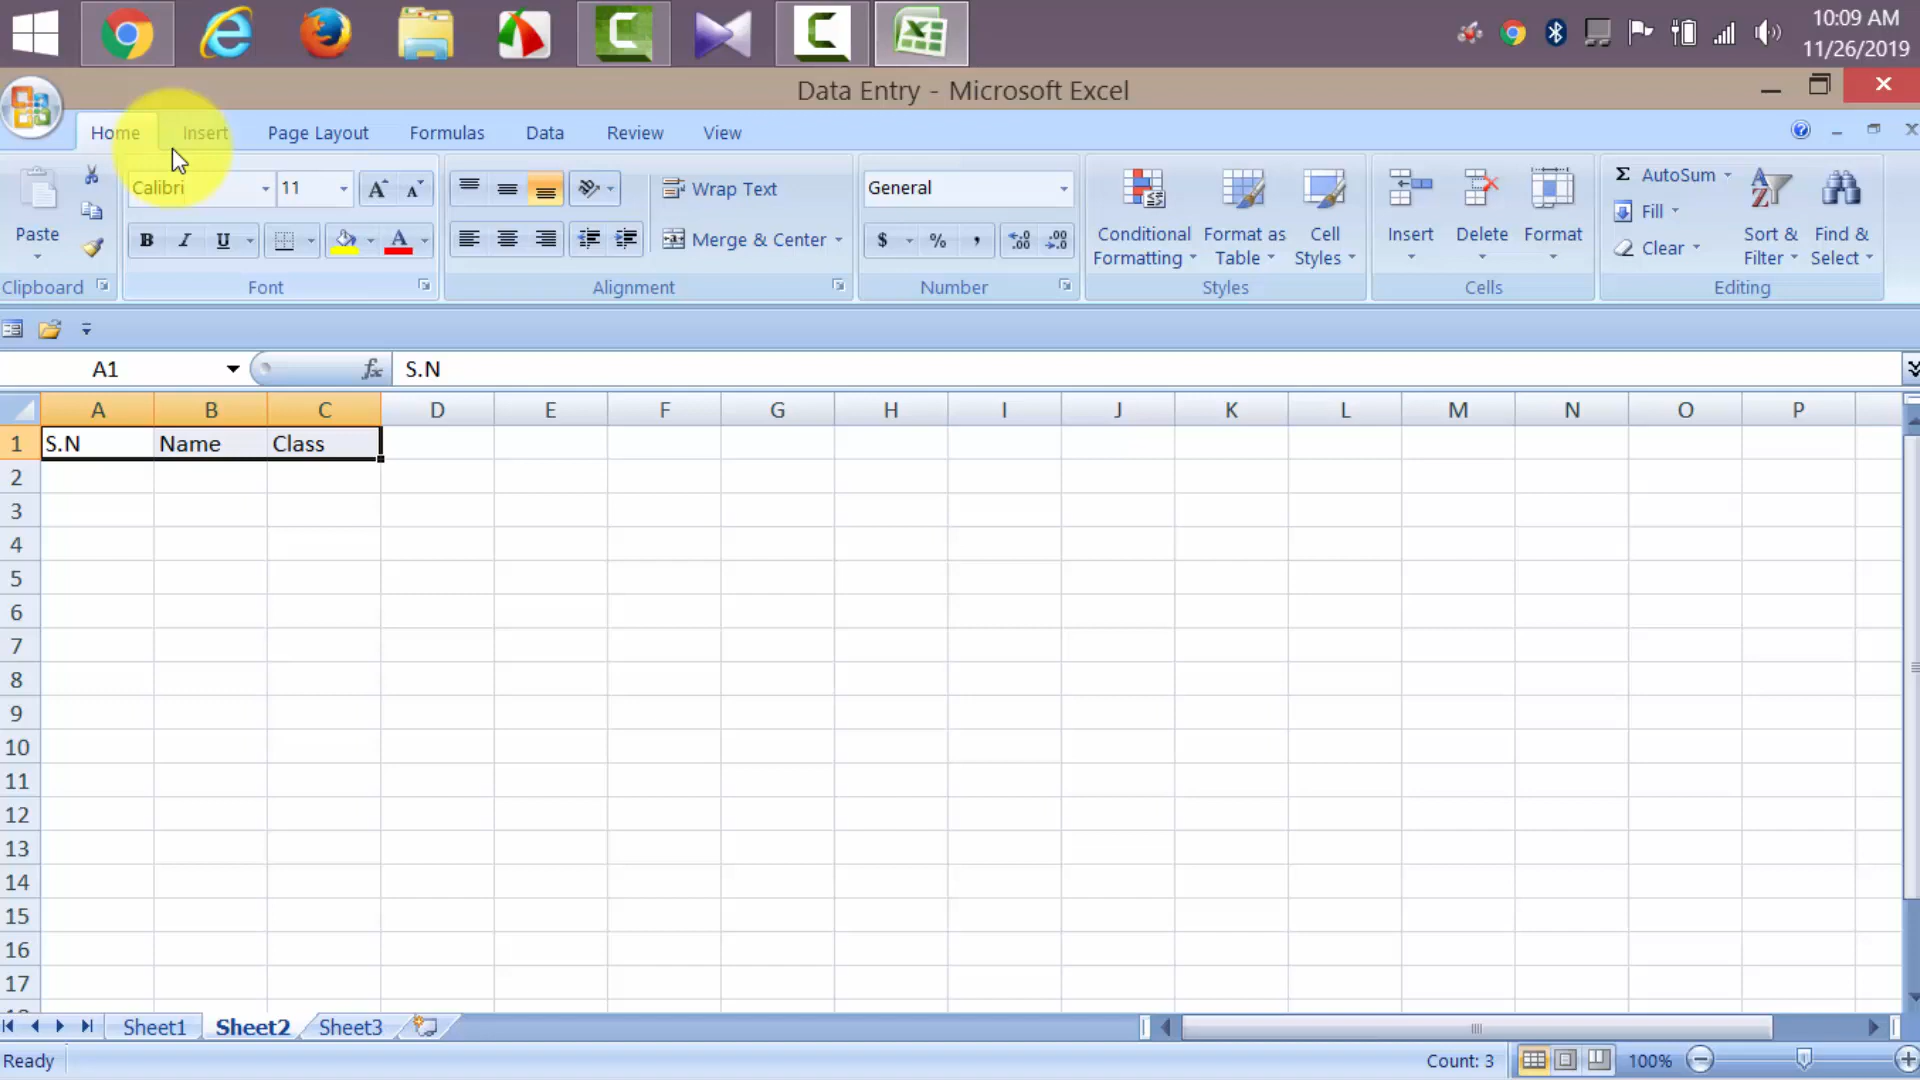 10:09 AM
11/26/2019
Data Entry - Microsoft Excel
Home Insert Page Layout Formulas Data Review View
Paste
Clipboard
Calibri 11
B I U A
Font
Wrap Text
Merge & Center
Alignment
General
$ % ,
Number
Conditional Formatting
Format as Table
Cell Styles
Styles
Insert Delete Format
Cells
Σ AutoSum
Fill
Clear
Sort & Filter
Find & Select
Editing
A1 fx S.N
A B C D E F G H I J K L M N O P
1 S.N Name Class
2
3
4
5
6
7
8
9
10
11
12
13
14
15
16
17
Sheet1 Sheet2 Sheet3
Ready Count: 3 100%